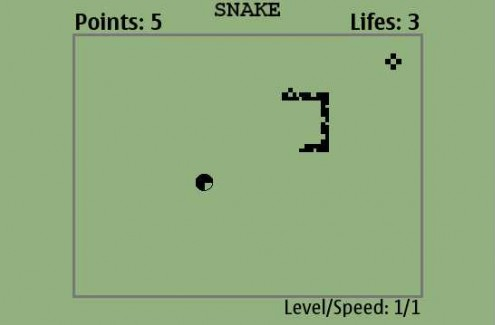 SNAKE
Points: 5 Lifes: 3
Level/Speed: 1/1